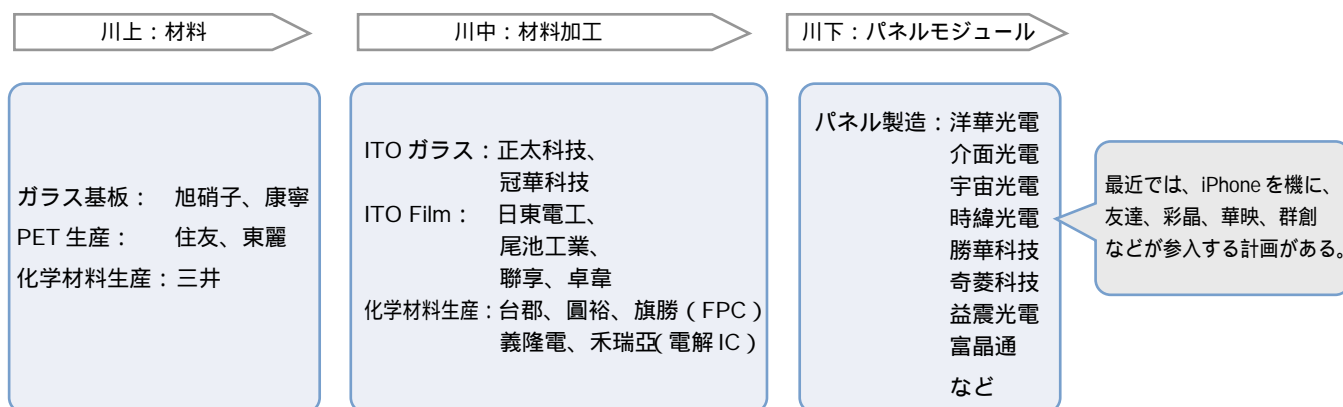 川上：材料
川中：材料加工
川下：パネルモジュール
ガラス基板： 旭硝子、康寧
PET 生産： 住友、東麗
化学材料生産：三井
ITO ガラス：正太科技、
冠華科技
ITO Film： 日東電工、
尾池工業、
聯享、卓韋
化学材料生産：台郡、圓裕、旗勝（FPC）
義隆電、禾瑞亞（電解 IC）
パネル製造：洋華光電
介面光電
宇宙光電
時緯光電
勝華科技
奇菱科技
益震光電
富晶通
など
最近では、iPhone を機に、
友達、彩晶、華映、群創
などが参入する計画がある。